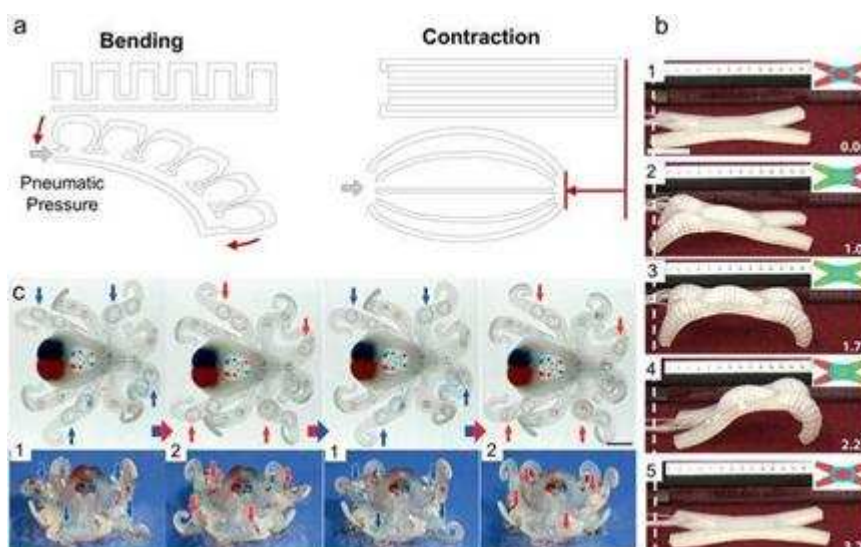 a
Bending
Contraction
Pneumatic
Pressure
b
1
0.0
2
1.0
3
1.7
4
2.2
5
c
1
2
1
2